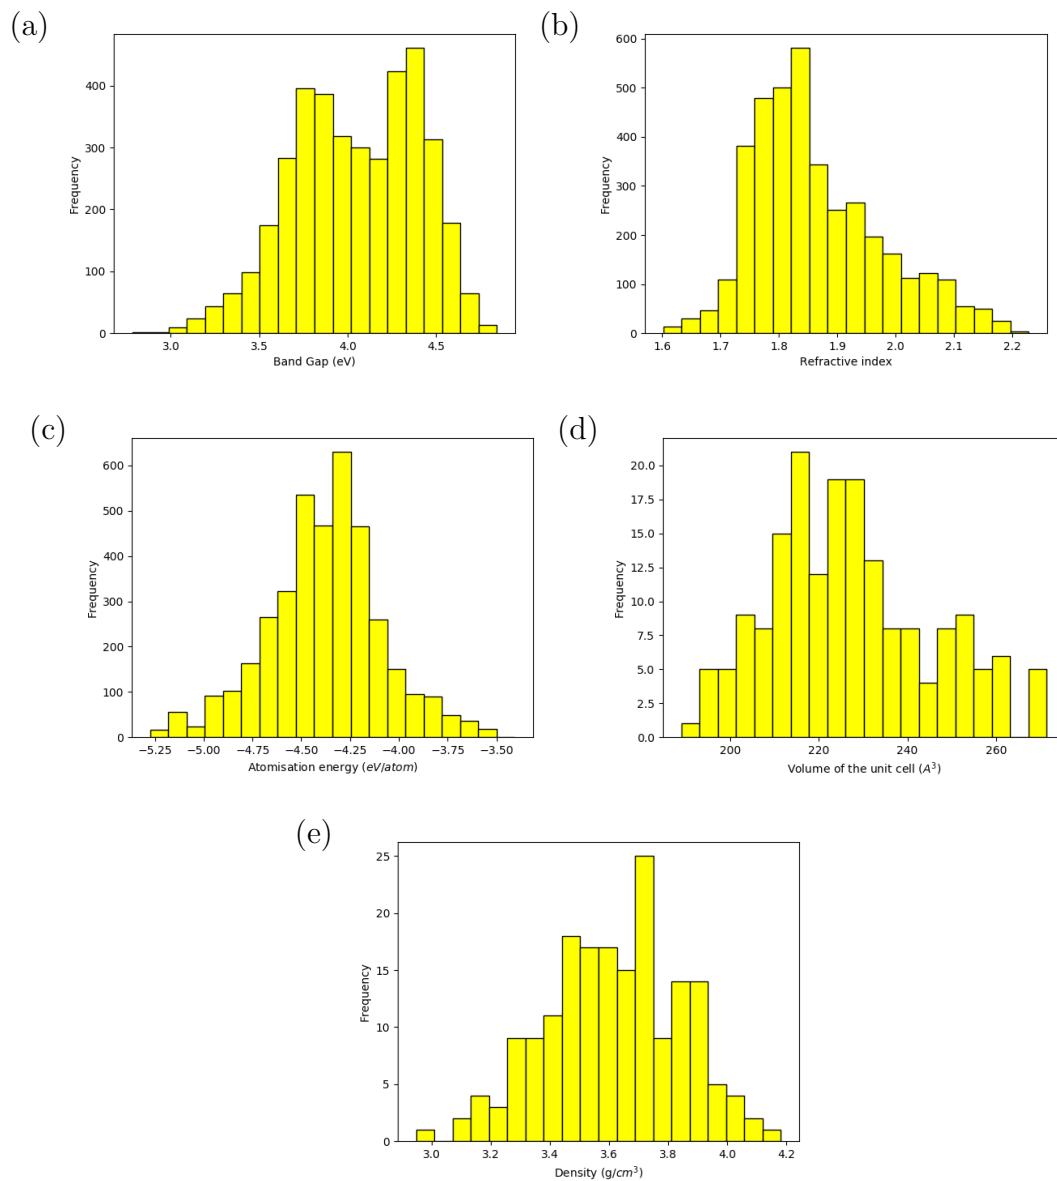 (a)
(b)
400
300
200
100
0
Frequency
3.0 3.5 4.0 4.5
Band Gap (eV)
600
500
400
300
200
100
0
Frequency
1.6 1.7 1.8 1.9 2.0 2.1 2.2
Refractive index
(c)
(d)
600
500
400
300
200
100
0
Frequency
−5.25 −5.00 −4.75 −4.50 −4.25 −4.00 −3.75 −3.50
Atomisation energy (eV/atom)
20.0
17.5
15.0
12.5
10.0
7.5
5.0
2.5
0.0
Frequency
200 220 240 260
Volume of the unit cell (A³)
(e)
25
20
15
10
5
0
Frequency
3.0 3.2 3.4 3.6 3.8 4.0 4.2
Density (g/cm³)